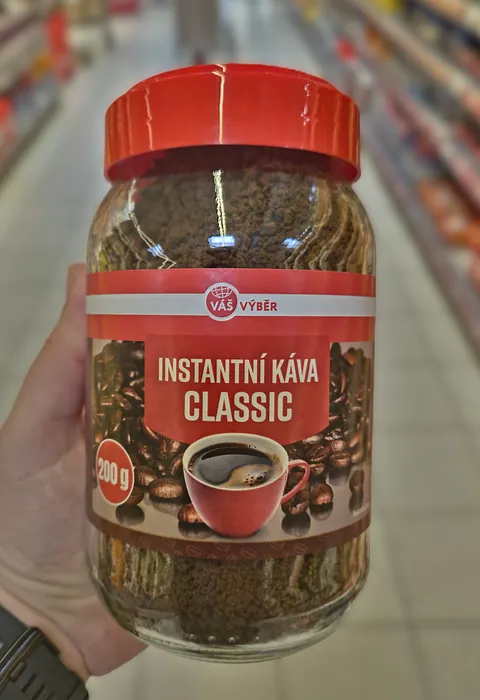 VÁŠ VÝBĚR
INSTANTNÍ KÁVA
CLASSIC
200 g